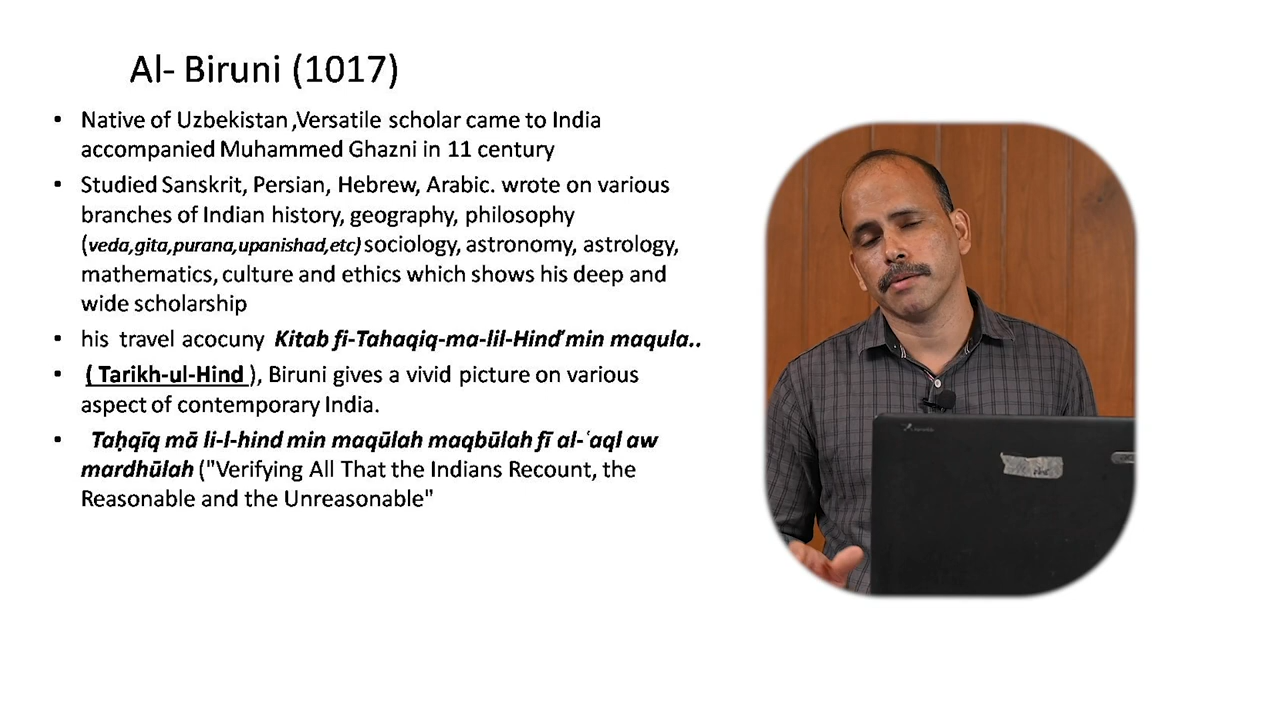 Al- Biruni (1017)
• Native of Uzbekistan ,Versatile scholar came to India
accompanied Muhammed Ghazni in 11 century
• Studied Sanskrit, Persian, Hebrew, Arabic. wrote on various
branches of Indian history, geography, philosophy
(veda,gita,purana,upanishad,etc) sociology, astronomy, astrology,
mathematics, culture and ethics which shows his deep and
wide scholarship
• his travel acocuny Kitab fi-Tahaqiq-ma-lil-Hind'min maqula..
• ( Tarikh-ul-Hind ), Biruni gives a vivid picture on various
aspect of contemporary India.
• Taḥqīq mā li-l-hind min maqūlah maqbūlah fī al-ʿaql aw
mardhūlah ("Verifying All That the Indians Recount, the
Reasonable and the Unreasonable"